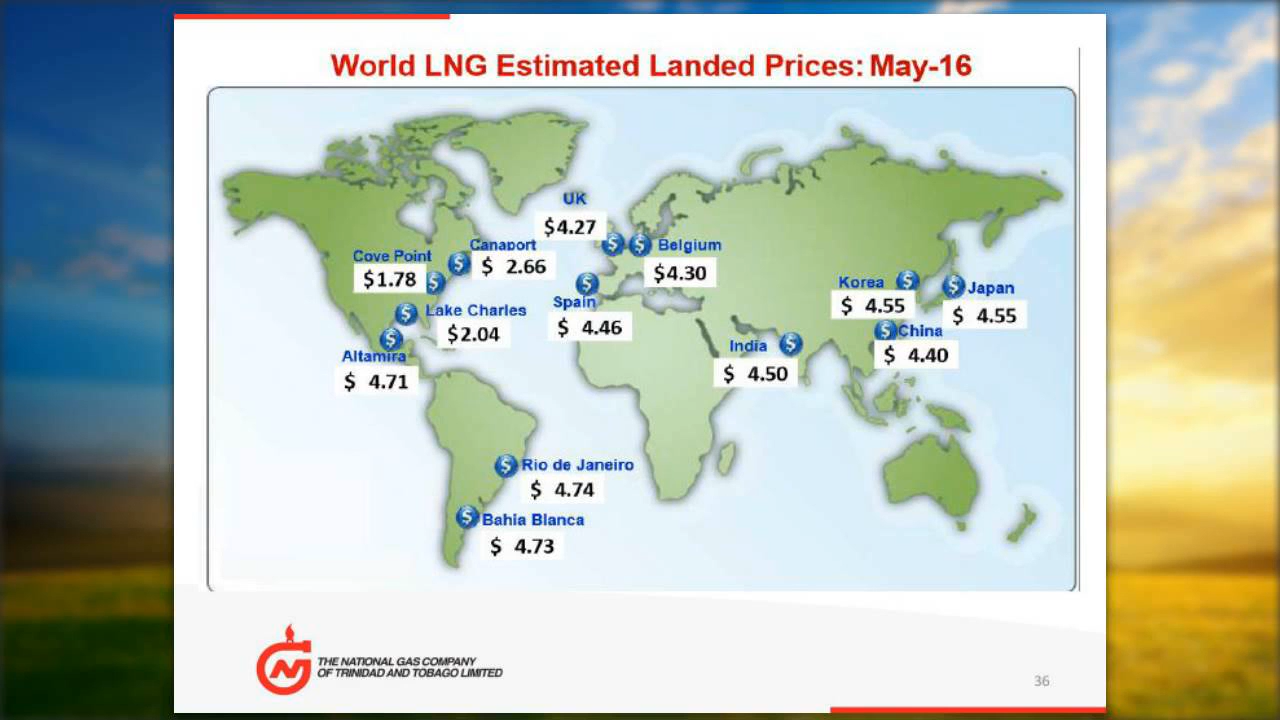 World LNG Estimated Landed Prices: May-16
UK
$4.27
Canaport
$ 2.66
Cove Point
$1.78
Belgium
$4.30
Lake Charles
$2.04
Spain
$ 4.46
Altamira
$ 4.71
Korea
$ 4.55
Japan
$ 4.55
China
$ 4.40
India
$ 4.50
Rio de Janeiro
$ 4.74
Bahia Blanca
$ 4.73
THE NATIONAL GAS COMPANY
OF TRINIDAD AND TOBAGO LIMITED
36